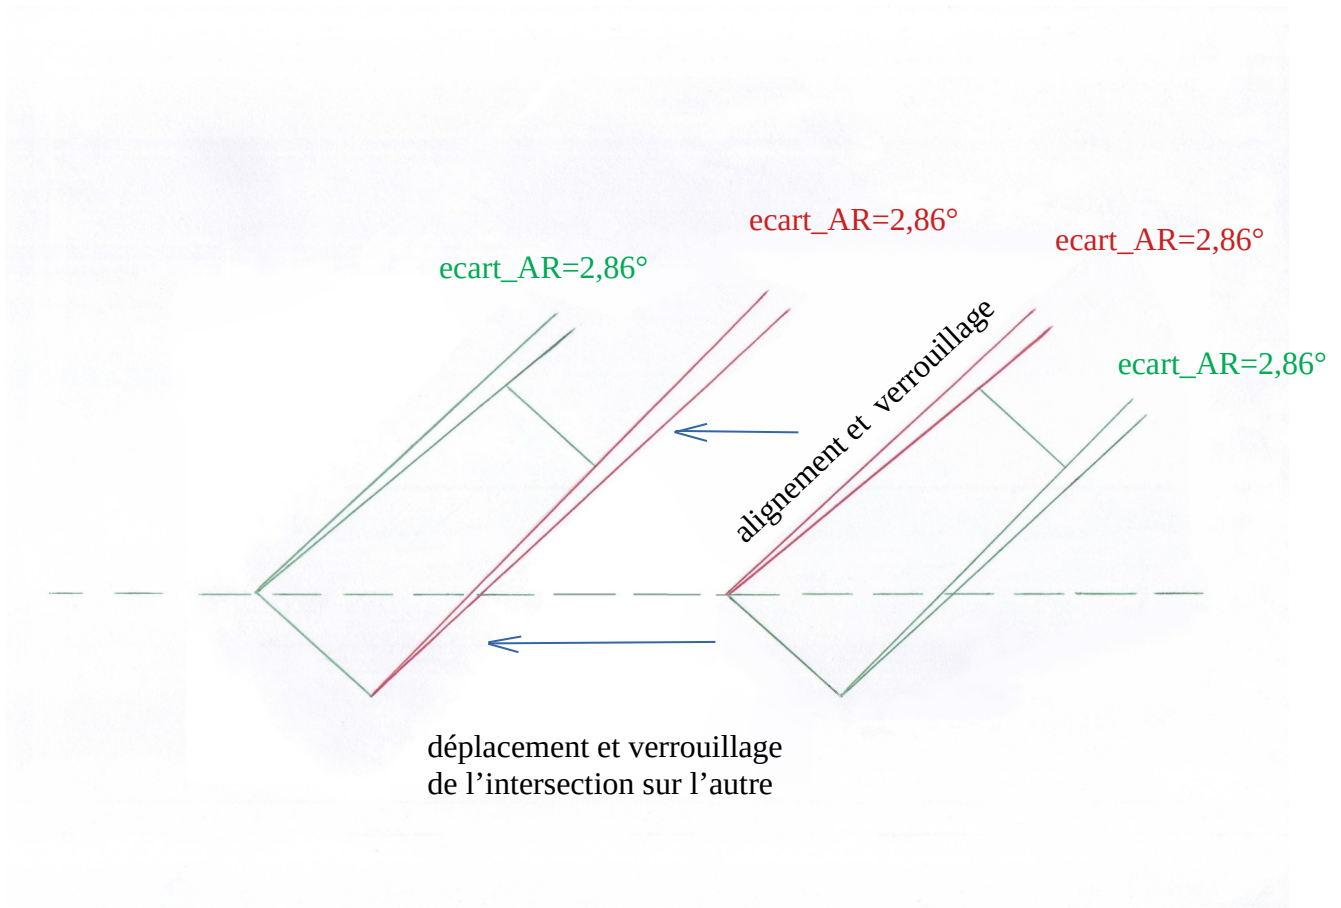 ecart_AR=2,86°
ecart_AR=2,86°
ecart_AR=2,86°
alignement et verrouillage
ecart_AR=2,86°
déplacement et verrouillage
de l’intersection sur l’autre